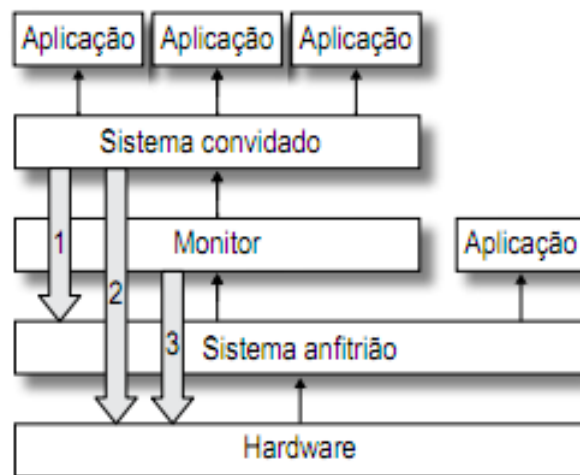 Aplicação Aplicação Aplicação
Sistema convidado
1 Monitor Aplicação
2
3 Sistema anfitrião
Hardware